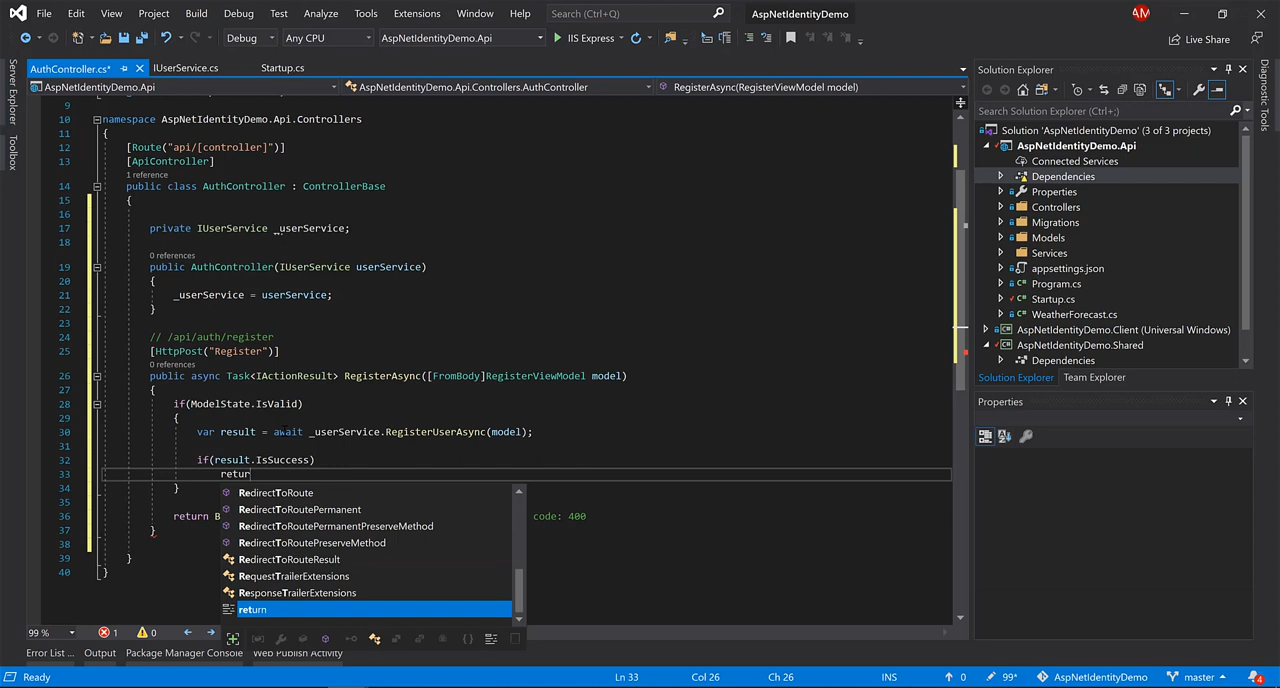 File Edit View Project Build Debug Test Analyze Tools Extensions Window Help Search (Ctrl+Q) AspNetIdentityDemo AM
Debug Any CPU AspNetIdentityDemo.Api IIS Express Live Share
Server Explorer
Toolbox
AuthController.cs* IUserService.cs Startup.cs
AspNetIdentityDemo.Api AspNetIdentityDemo.Api.Controllers.AuthController RegisterAsync(RegisterViewModel model)
9
10 namespace AspNetIdentityDemo.Api.Controllers
11 {
12 [Route("api/[controller]")]
13 [ApiController]
1 reference
14 public class AuthController : ControllerBase
15 {
16
17 private IUserService _userService;
18
0 references
19 public AuthController(IUserService userService)
20 {
21 _userService = userService;
22 }
23
24 // /api/auth/register
25 [HttpPost("Register")]
0 references
26 public async Task<IActionResult> RegisterAsync([FromBody]RegisterViewModel model)
27 {
28 if(ModelState.IsValid)
29 {
30 var result = await _userService.RegisterUserAsync(model);
31
32 if(result.IsSuccess)
33 retur
34 }
35
36 return B code: 400
37 }
38
39 }
40 }
RedirectToRoute
RedirectToRoutePermanent
RedirectToRoutePermanentPreserveMethod
RedirectToRoutePreserveMethod
RedirectToRouteResult
RequestTrailerExtensions
ResponseTrailerExtensions
return
99 % 1 0
Error List ... Output Package Manager Console Web Publish Activity
Solution Explorer
Search Solution Explorer (Ctrl+;)
Solution 'AspNetIdentityDemo' (3 of 3 projects)
AspNetIdentityDemo.Api
Connected Services
Dependencies
Properties
Controllers
Migrations
Models
Services
appsettings.json
Program.cs
Startup.cs
WeatherForecast.cs
AspNetIdentityDemo.Client (Universal Windows)
AspNetIdentityDemo.Shared
Dependencies
Solution Explorer Team Explorer
Properties
Diagnostic Tools
Ready Ln 33 Col 26 Ch 26 INS 0 99* AspNetIdentityDemo master 4